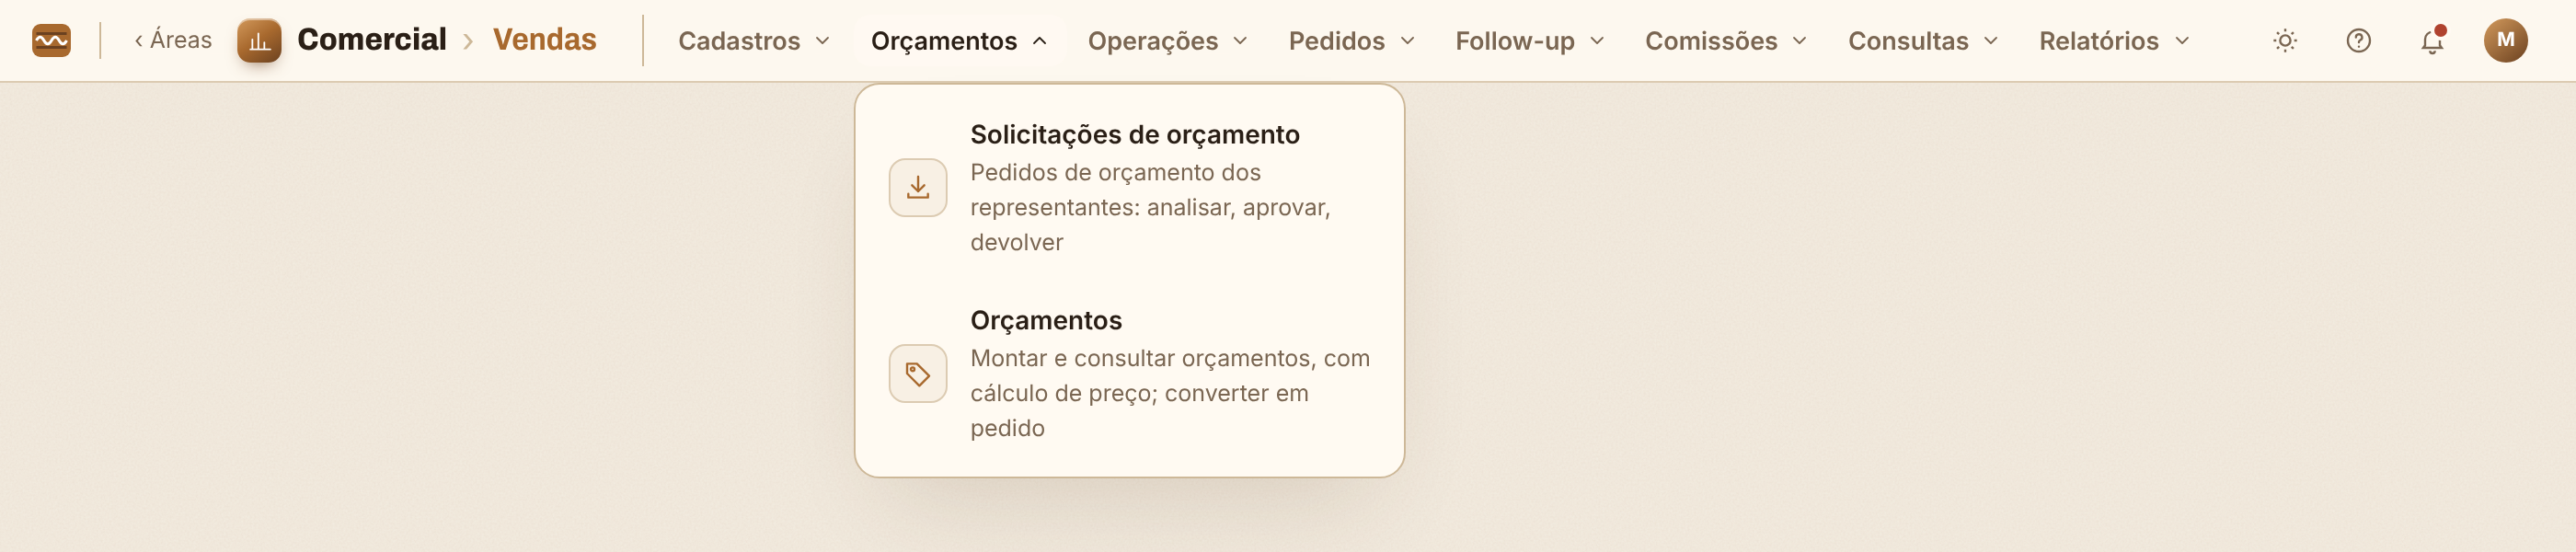 ‹ Áreas Comercial › Vendas Cadastros Orçamentos Operações Pedidos Follow-up Comissões Consultas Relatórios M
Solicitações de orçamento
Pedidos de orçamento dos
representantes: analisar, aprovar,
devolver
Orçamentos
Montar e consultar orçamentos, com
cálculo de preço; converter em
pedido